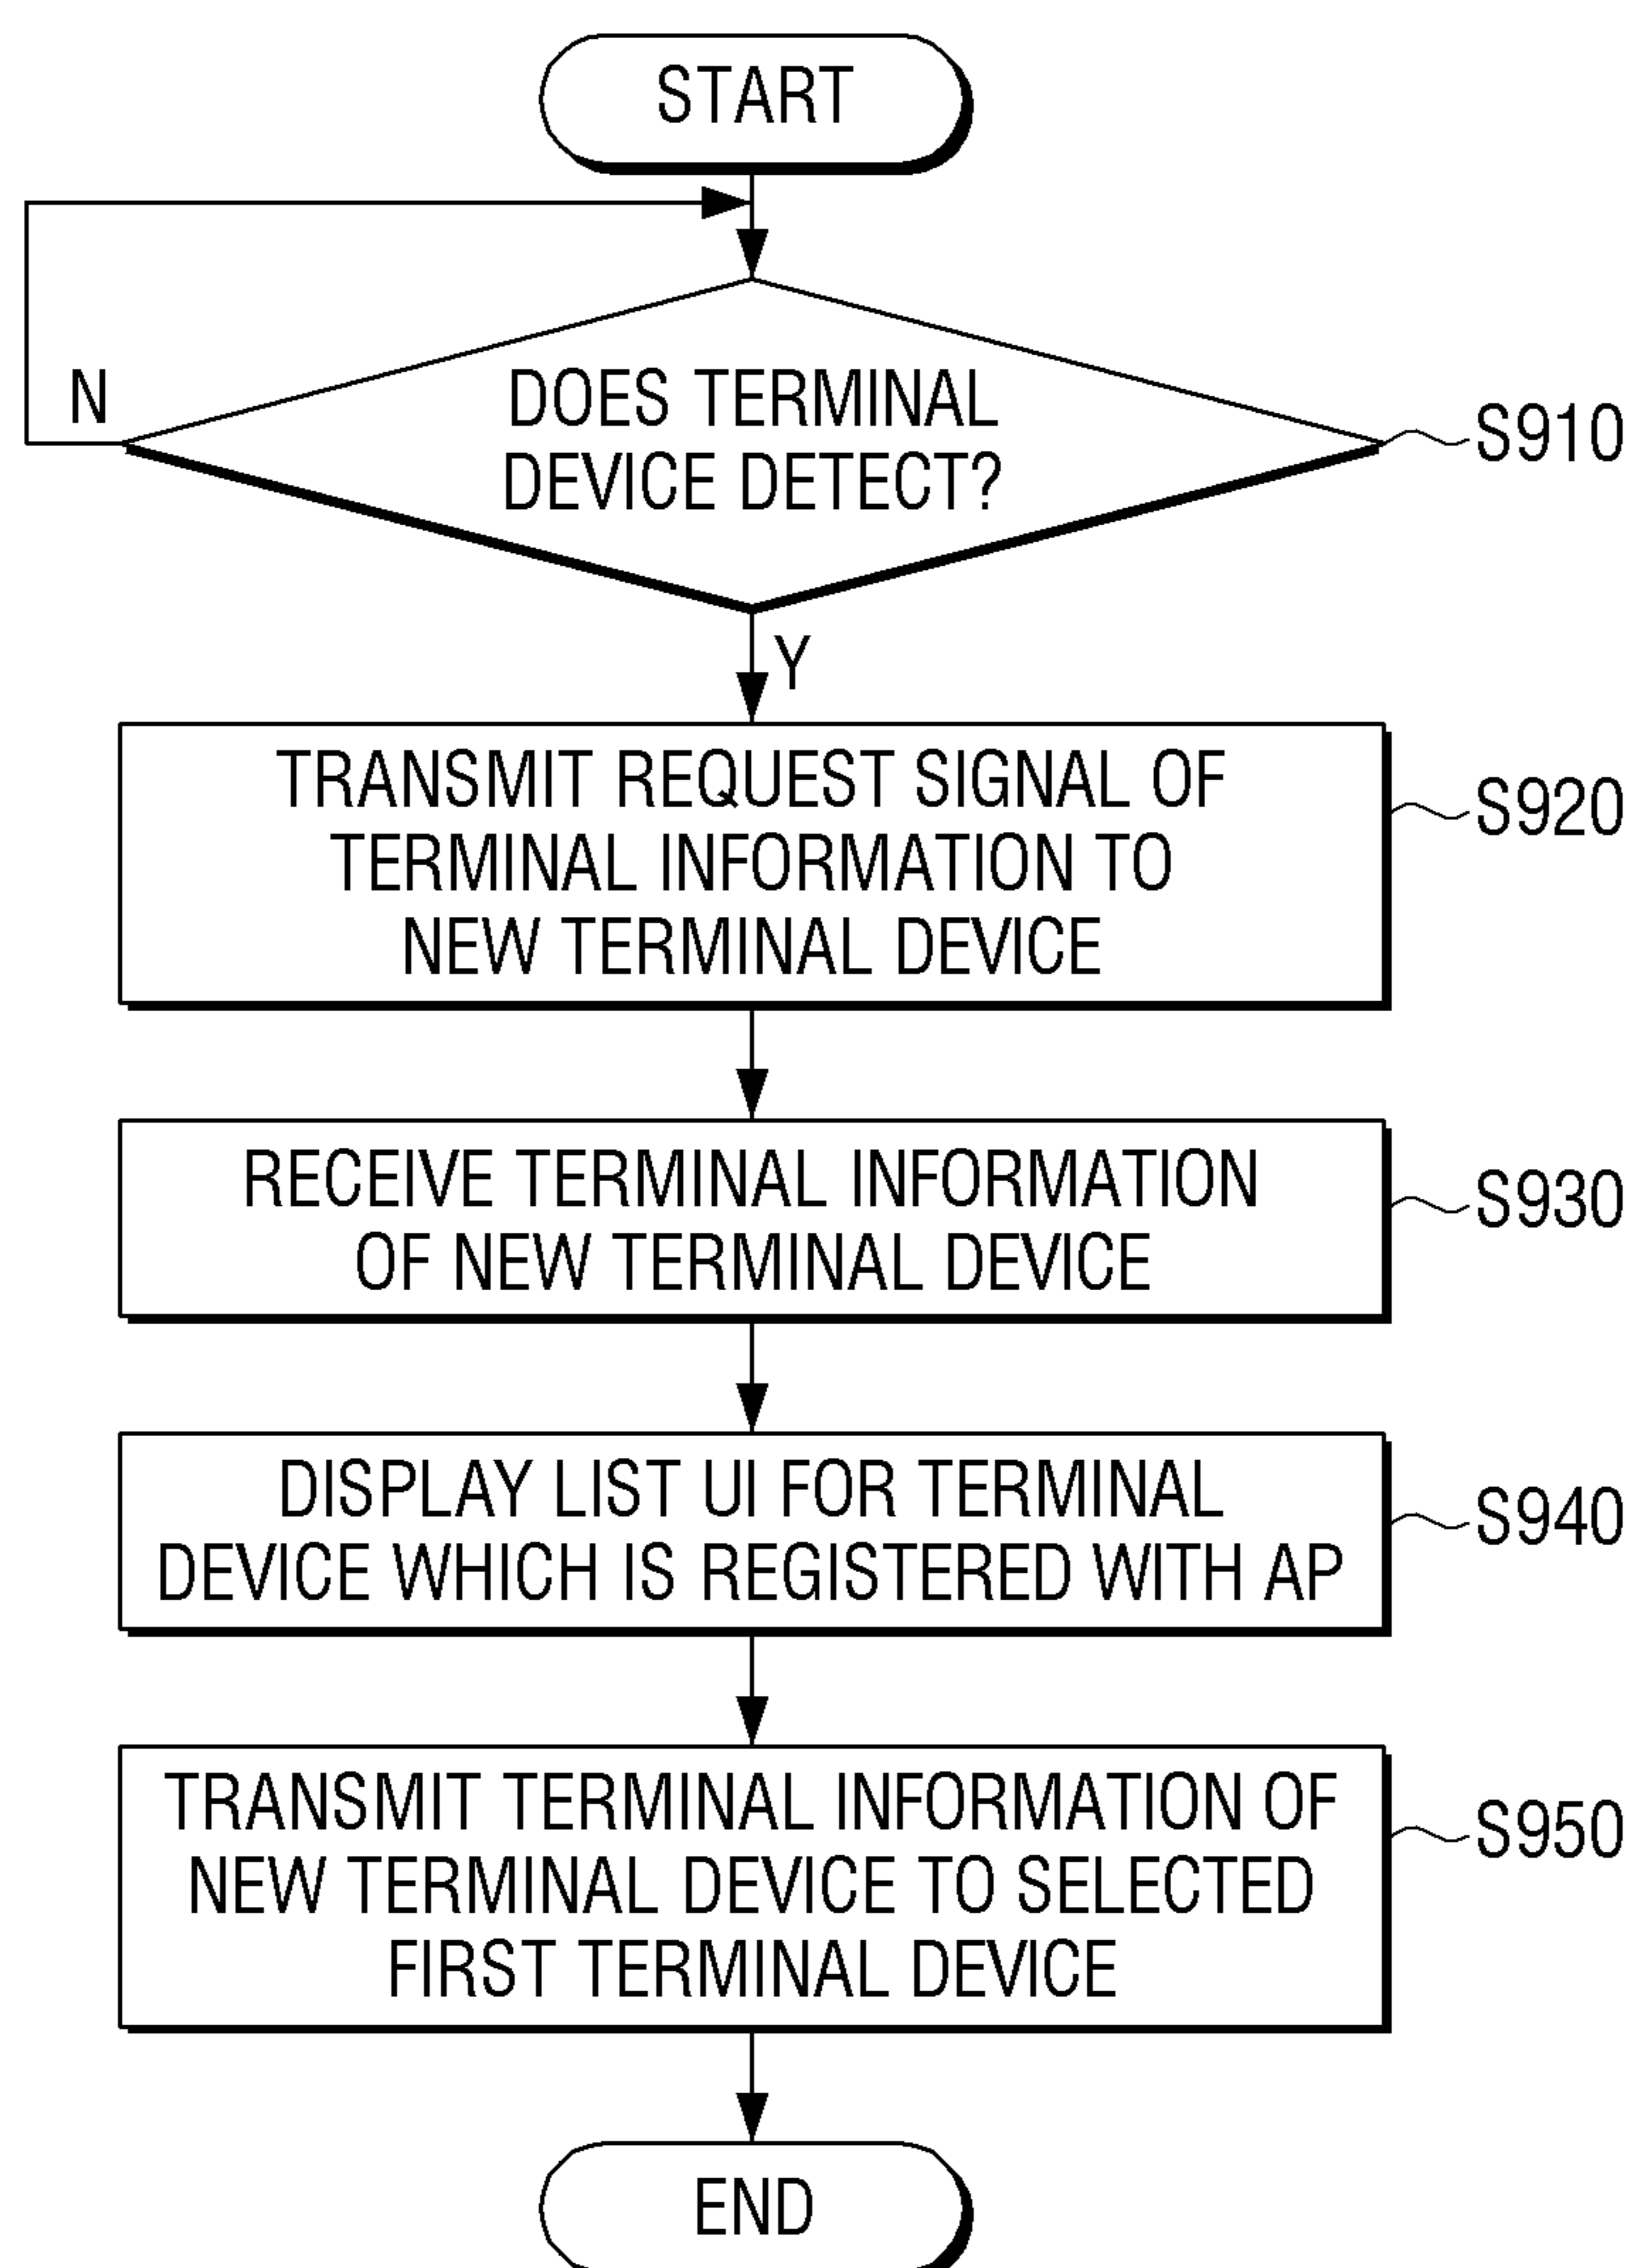 START
N
DOES TERMINAL
DEVICE DETECT?
S910
Y
TRANSMIT REQUEST SIGNAL OF
TERMINAL INFORMATION TO
NEW TERMINAL DEVICE
S920
RECEIVE TERMINAL INFORMATION
OF NEW TERMINAL DEVICE
S930
DISPLAY LIST UI FOR TERMINAL
DEVICE WHICH IS REGISTERED WITH AP
S940
TRANSMIT TERMINAL INFORMATION OF
NEW TERMINAL DEVICE TO SELECTED
FIRST TERMINAL DEVICE
S950
END